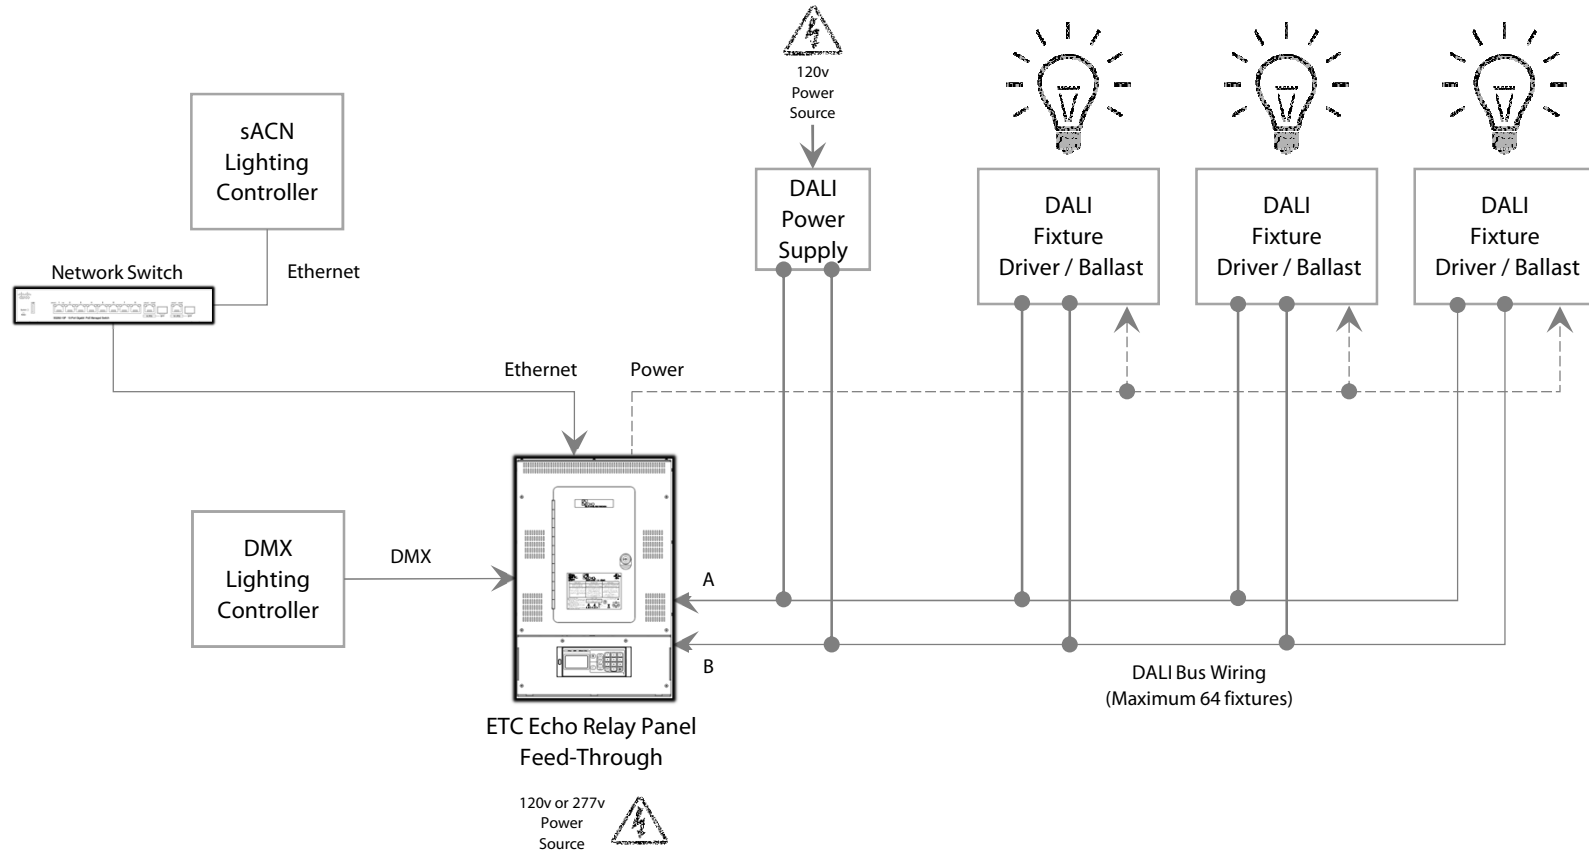 120v
Power
Source
sACN
Lighting
Controller
DALI
Power
Supply
DALI
Fixture
Driver / Ballast
DALI
Fixture
Driver / Ballast
DALI
Fixture
Driver / Ballast
Network Switch
Ethernet
Ethernet
Power
DMX
Lighting
Controller
DMX
A
B
DALI Bus Wiring
(Maximum 64 fixtures)
ETC Echo Relay Panel
Feed-Through
120v or 277v
Power
Source